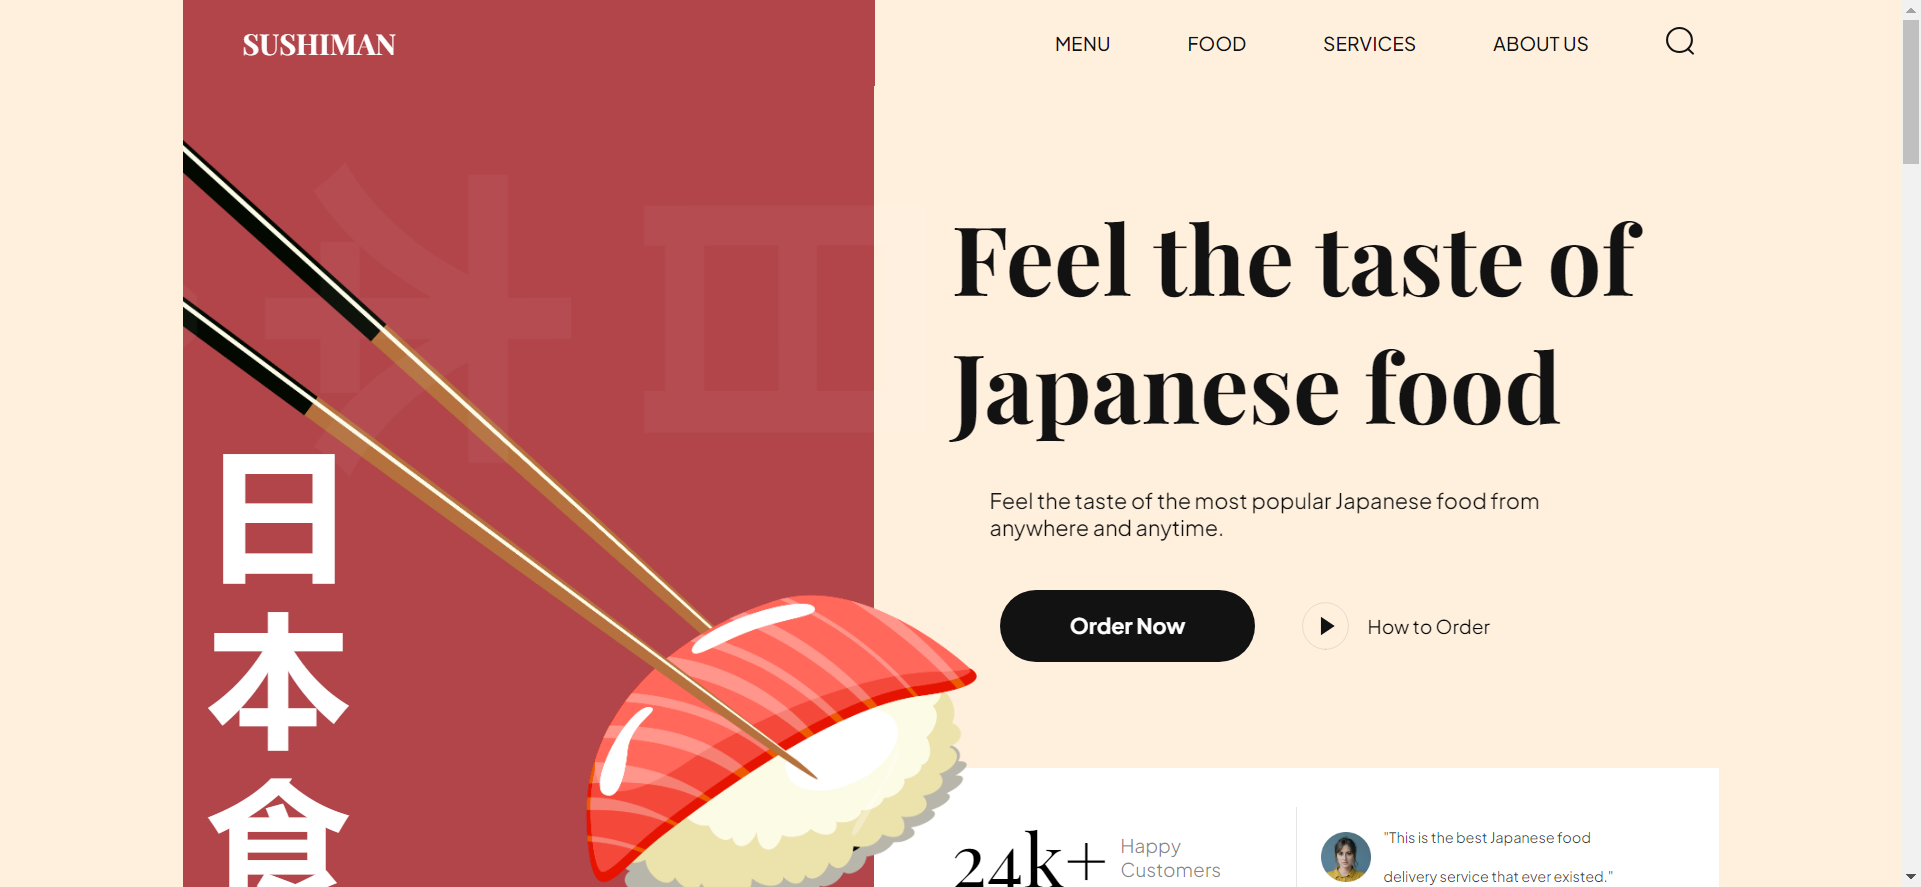 SUSHIMAN
MENU FOOD SERVICES ABOUT US
日
本
食
Feel the taste of
Japanese food
Feel the taste of the most popular Japanese food from
anywhere and anytime.
Order Now
How to Order
24k+
Happy
Customers
"This is the best Japanese food
delivery service that ever existed."